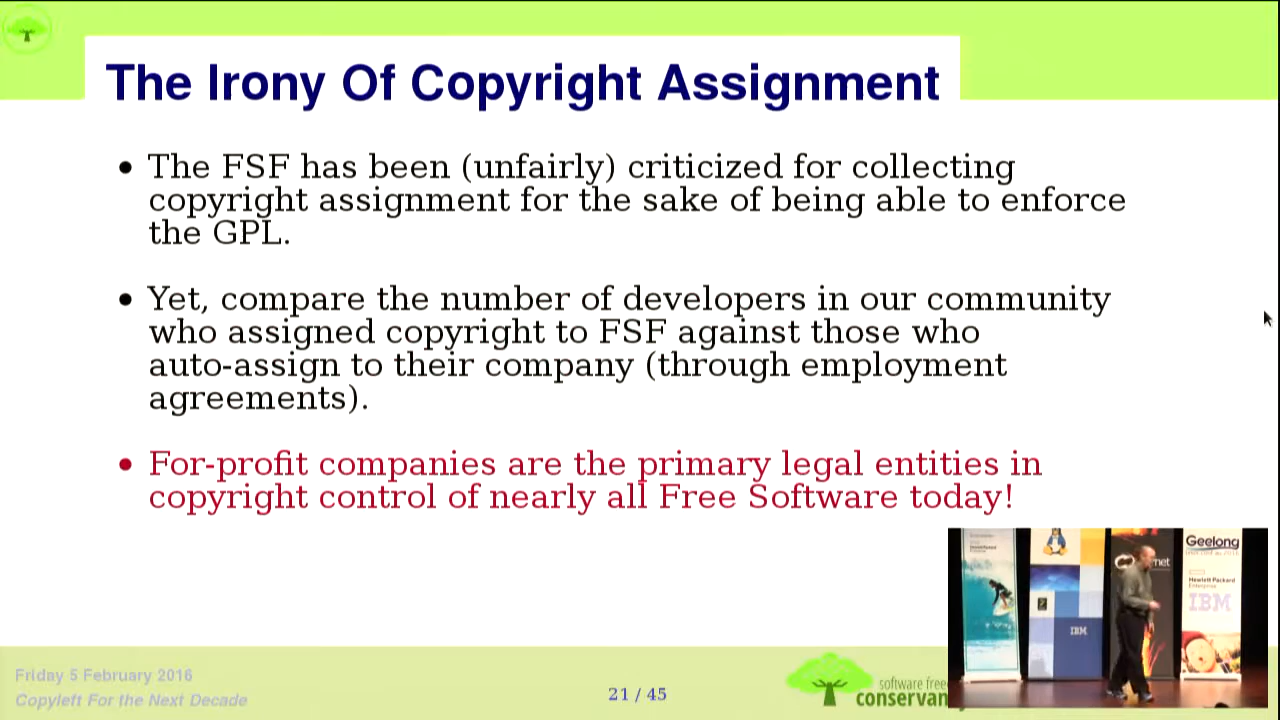 The Irony Of Copyright Assignment
• The FSF has been (unfairly) criticized for collecting
copyright assignment for the sake of being able to enforce
the GPL.
• Yet, compare the number of developers in our community
who assigned copyright to FSF against those who
auto-assign to their company (through employment
agreements).
• For-profit companies are the primary legal entities in
copyright control of nearly all Free Software today!
Geelong
Hewlett Packard
Enterprise
IBM
IBM
Friday 5 February 2016
Copyleft For the Next Decade
21 / 45
software free
conservan